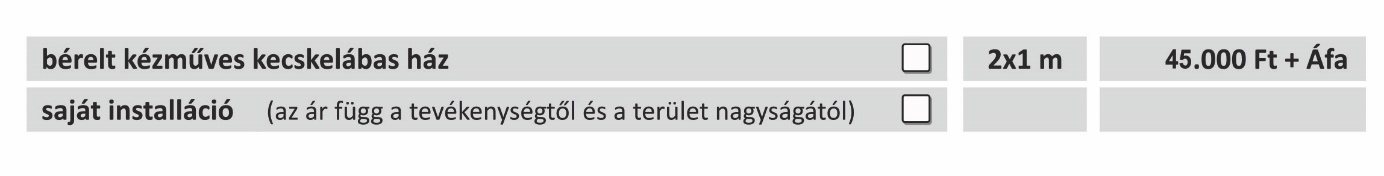 bérelt kézműves kecskelábas ház 2x1 m 45.000 Ft + Áfa
saját installáció (az ár függ a tevékenységtől és a terület nagyságától)